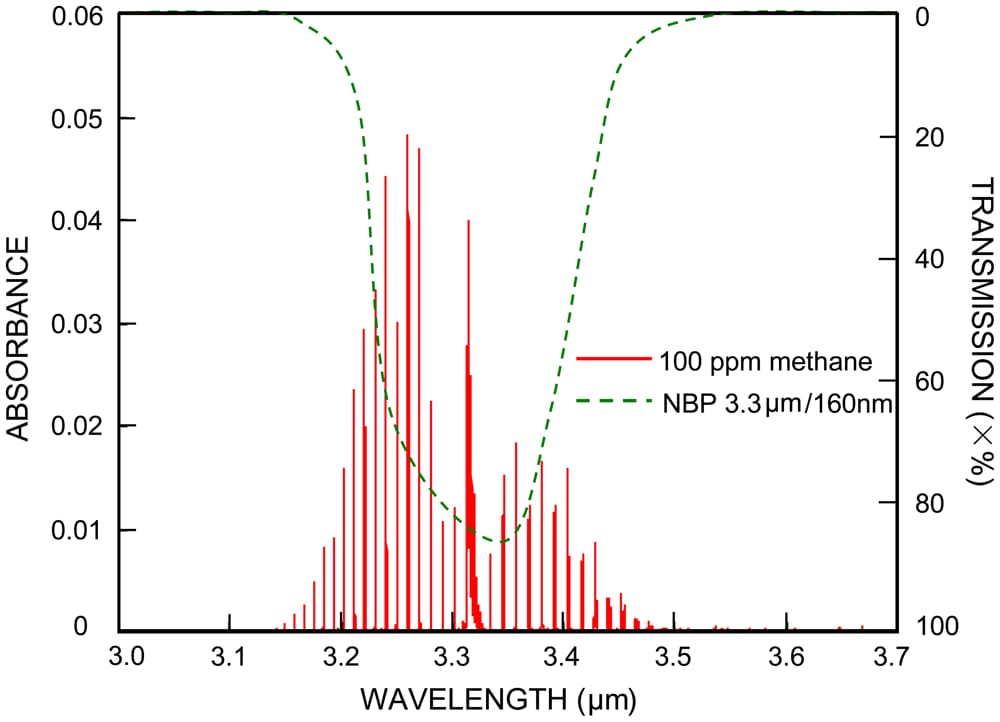 0.06
0.05
0.04
0.03
0.02
0.01
0
ABSORBANCE
3.0 3.1 3.2 3.3 3.4 3.5 3.6 3.7
WAVELENGTH (μm)
0
20
40
60
80
100
TRANSMISSION (×%)
100 ppm methane
NBP 3.3μm/160nm